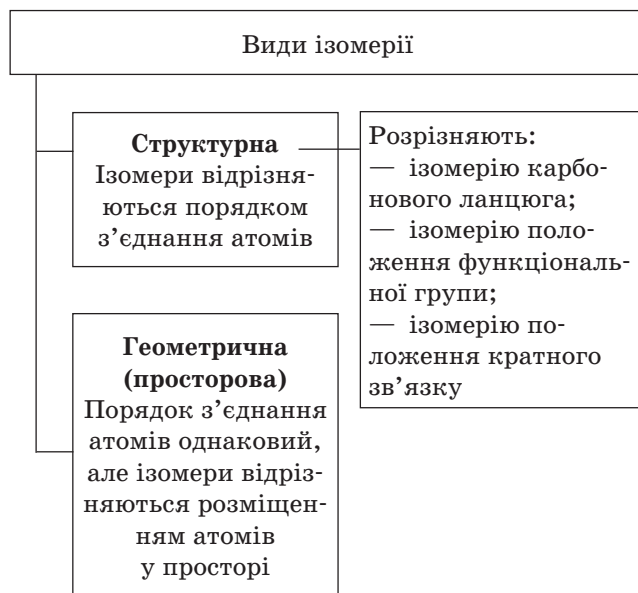 Види ізомерії
Структурна
Ізомери відрізня-
ються порядком
з’єднання атомів
Розрізняють:
— ізомерію карбо-
нового ланцюга;
— ізомерію поло-
ження функціональ-
ної групи;
— ізомерію по-
ложення кратного
зв’язку
Геометрична
(просторова)
Порядок з’єднання
атомів однаковий,
але ізомери відріз-
няються розміщен-
ням атомів
у просторі